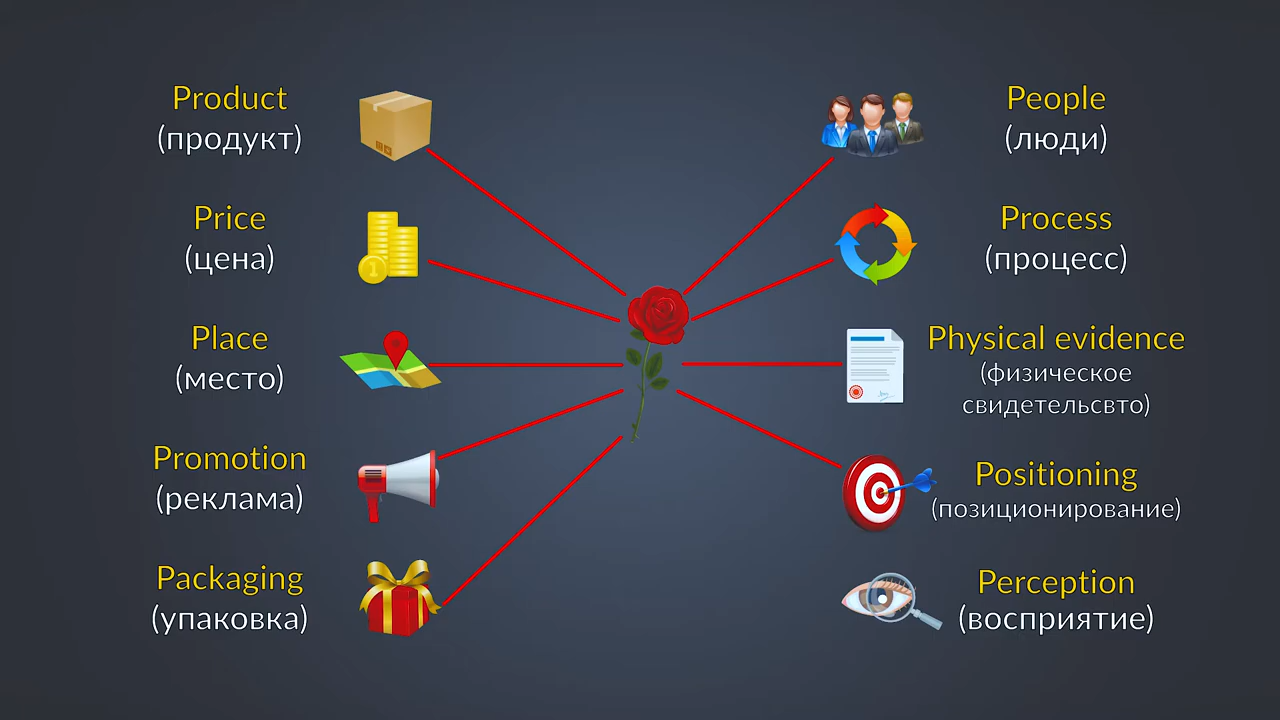 Product
(продукт)
Price
(цена)
Place
(место)
Promotion
(реклама)
Packaging
(упаковка)
People
(люди)
Process
(процесс)
Physical evidence
(физическое
свидетельсвто)
Positioning
(позиционирование)
Perception
(восприятие)
1